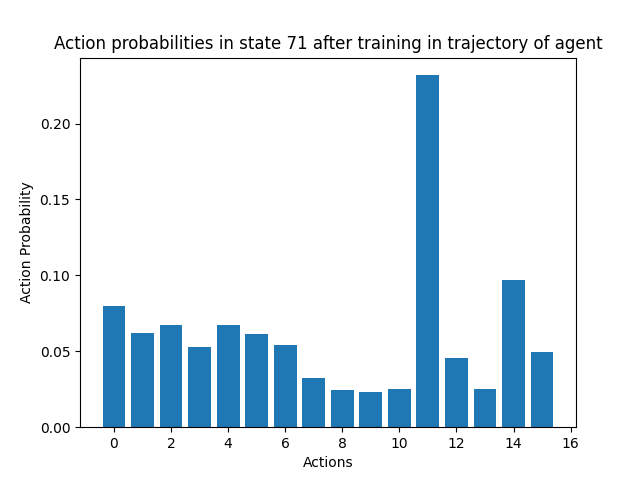 Action probabilities in state 71 after training in trajectory of agent
Action Probability
0.20
0.15
0.10
0.05
0.00
0 2 4 6 8 10 12 14 16
Actions